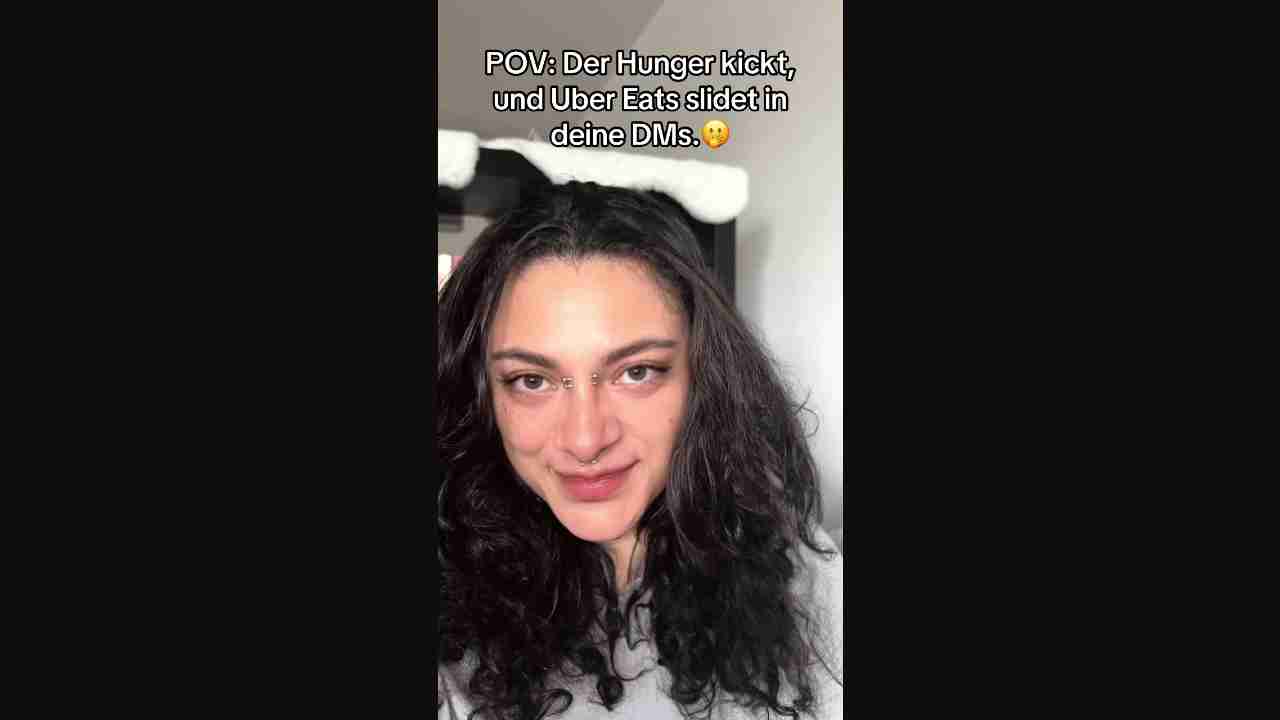 POV: Der Hunger kickt,
und Uber Eats slidet in
deine DMs.🫢